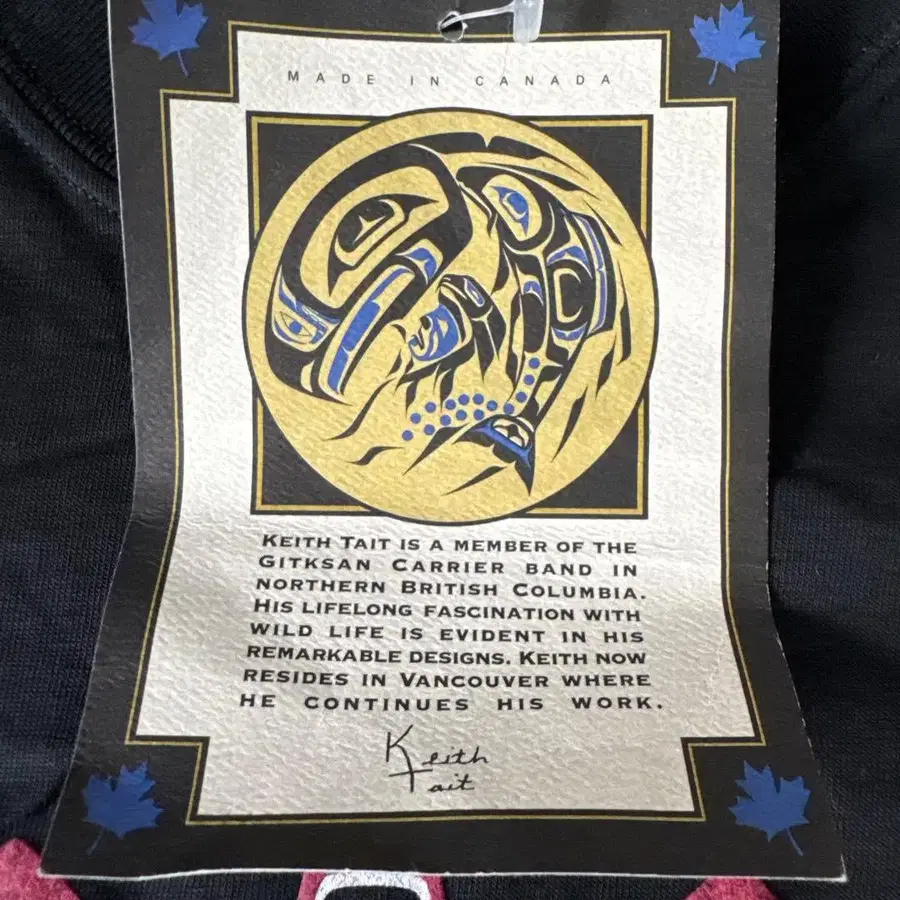 MADE IN CANADA
KEITH TAIT IS A MEMBER OF THE
GITKSAN CARRIER BAND IN
NORTHERN BRITISH COLUMBIA.
HIS LIFELONG FASCINATION WITH
WILD LIFE IS EVIDENT IN HIS
REMARKABLE DESIGNS. KEITH NOW
RESIDES IN VANCOUVER WHERE
HE CONTINUES HIS WORK.
Keith
Tait